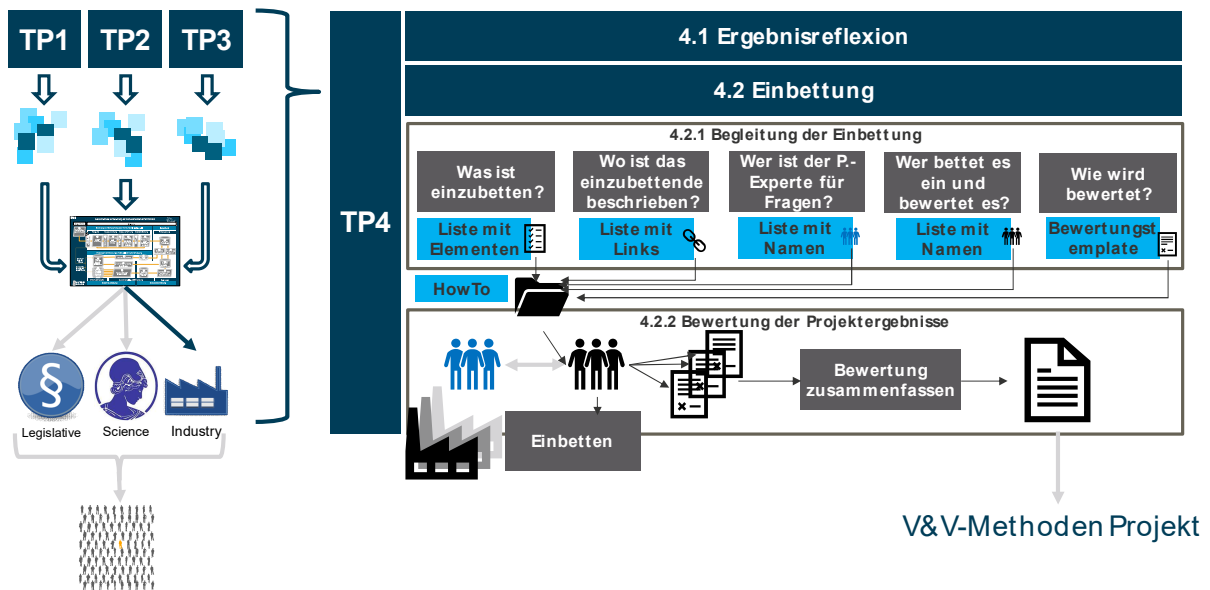 TP1
TP2
TP3
Legislative
Science
Industry
TP4
4.1 Ergebnisreflexion
4.2 Einbettung
4.2.1 Begleitung der Einbettung
Was ist
einzubetten?
Wo ist das
einzubettende
beschrieben?
Wer ist der P.-
Experte für
Fragen?
Wer bettet es
ein und
bewertet es?
Wie wird
bewertet?
Liste mit
Elementen
Liste mit
Links
Liste mit
Namen
Liste mit
Namen
Bewertungst
emplate
HowTo
4.2.2 Bewertung der Projektergebnisse
Bewertung
zusammenfassen
Einbetten
V&V-Methoden Projekt